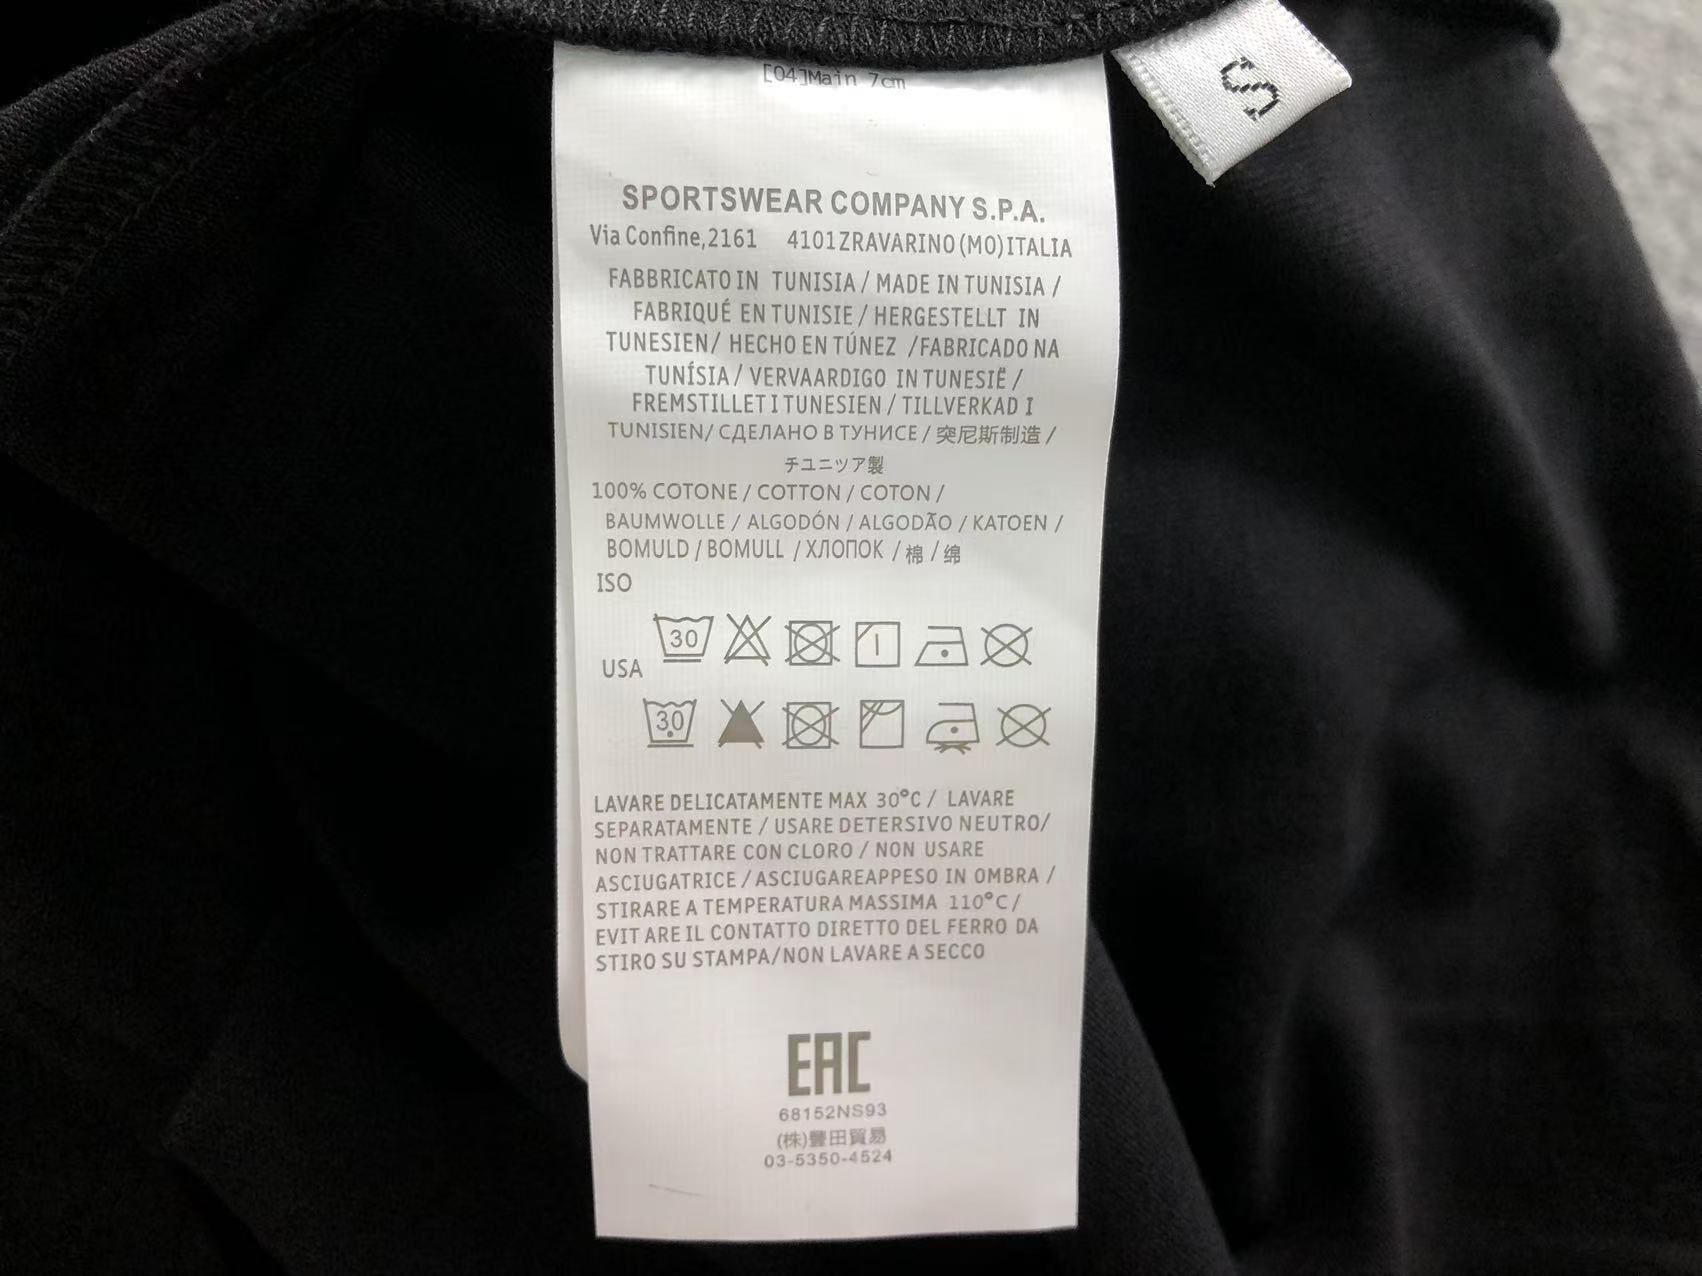 [04]Main 7cm
S
SPORTSWEAR COMPANY S.P.A.
Via Confine,2161 4101ZRAVARINO(MO)ITALIA
FABBRICATO IN TUNISIA / MADE IN TUNISIA /
FABRIQUÉ EN TUNISIE / HERGESTELLT IN
TUNESIEN/ HECHO EN TÚNEZ /FABRICADO NA
TUNÍSIA / VERVAARDIGO IN TUNESIË /
FREMSTILLET I TUNESIEN / TILLVERKAD I
TUNISIEN/ СДЕЛАНО В ТУНИСЕ / 突尼斯制造 /
チユニツア製
100% COTONE / COTTON / COTON /
BAUMWOLLE / ALGODÓN / ALGODÃO / KATOEN /
BOMULD / BOMULL / ХЛОПОК / 棉 / 绵
ISO
30
USA
30
LAVARE DELICATAMENTE MAX 30°C / LAVARE
SEPARATAMENTE / USARE DETERSIVO NEUTRO/
NON TRATTARE CON CLORO / NON USARE
ASCIUGATRICE / ASCIUGAREAPPESO IN OMBRA /
STIRARE A TEMPERATURA MASSIMA 110°C /
EVIT ARE IL CONTATTO DIRETTO DEL FERRO DA
STIRO SU STAMPA/NON LAVARE A SECCO
EAC
68152NS93
(株)豐田貿易
03-5350-4524